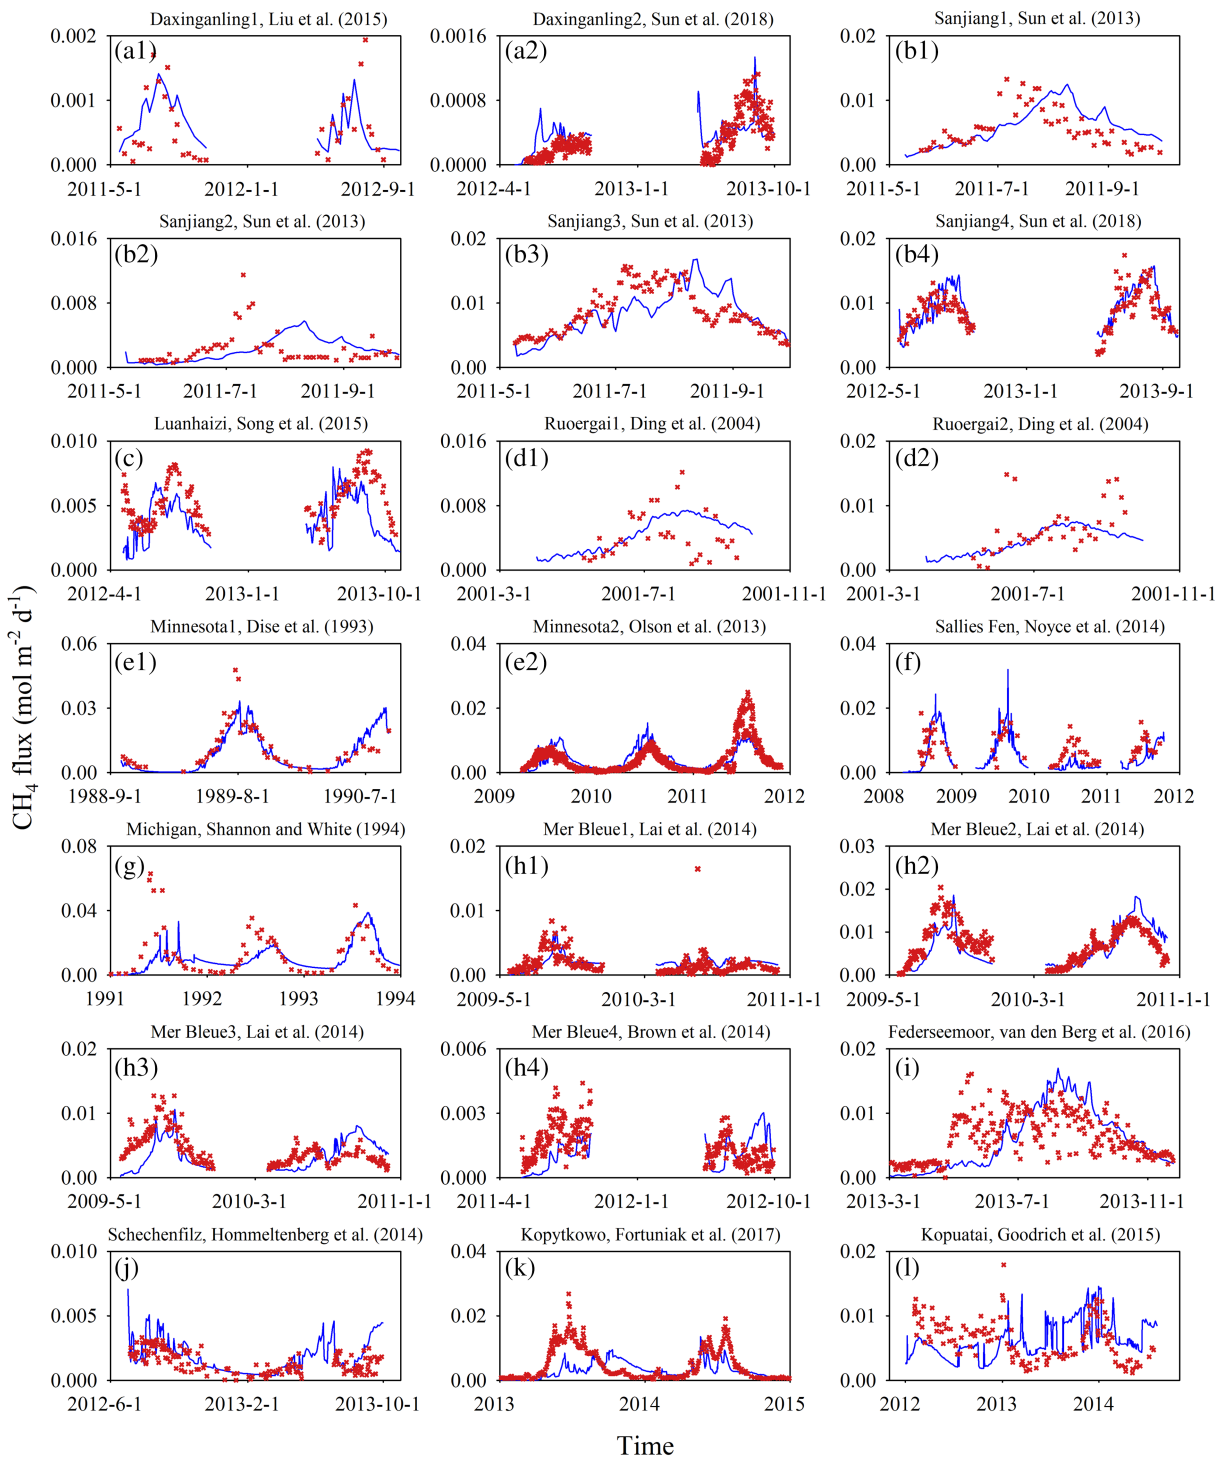 Daxinganling1, Liu et al. (2015)
(a1)
0.002
0.001
0.000
2011-5-1 2012-1-1 2012-9-1
Daxinganling2, Sun et al. (2018)
(a2)
0.0016
0.0008
0.0000
2012-4-1 2013-1-1 2013-10-1
Sanjiang1, Sun et al. (2013)
(b1)
0.02
0.01
0.00
2011-5-1 2011-7-1 2011-9-1
Sanjiang2, Sun et al. (2013)
(b2)
0.016
0.008
0.000
2011-5-1 2011-7-1 2011-9-1
Sanjiang3, Sun et al. (2013)
(b3)
0.02
0.01
0.00
2011-5-1 2011-7-1 2011-9-1
Sanjiang4, Sun et al. (2018)
(b4)
0.02
0.01
0.00
2012-5-1 2013-1-1 2013-9-1
Luanhaizi, Song et al. (2015)
(c)
0.010
0.005
0.000
2012-4-1 2013-1-1 2013-10-1
Ruoergai1, Ding et al. (2004)
(d1)
0.016
0.008
0.000
2001-3-1 2001-7-1 2001-11-1
Ruoergai2, Ding et al. (2004)
(d2)
0.02
0.01
0.00
2001-3-1 2001-7-1 2001-11-1
CH4 flux (mol m-2 d-1)
Minnesota1, Dise et al. (1993)
(e1)
0.06
0.03
0.00
1988-9-1 1989-8-1 1990-7-1
Minnesota2, Olson et al. (2013)
(e2)
0.04
0.02
0.00
2009 2010 2011 2012
Sallies Fen, Noyce et al. (2014)
(f)
0.04
0.02
0.00
2008 2009 2010 2011 2012
Michigan, Shannon and White (1994)
(g)
0.08
0.04
0.00
1991 1992 1993 1994
Mer Bleue1, Lai et al. (2014)
(h1)
0.02
0.01
0.00
2009-5-1 2010-3-1 2011-1-1
Mer Bleue2, Lai et al. (2014)
(h2)
0.03
0.02
0.01
0.00
2009-5-1 2010-3-1 2011-1-1
Mer Bleue3, Lai et al. (2014)
(h3)
0.02
0.01
0.00
2009-5-1 2010-3-1 2011-1-1
Mer Bleue4, Brown et al. (2014)
(h4)
0.006
0.003
0.000
2011-4-1 2012-1-1 2012-10-1
Federseemoor, van den Berg et al. (2016)
(i)
0.02
0.01
0.00
2013-3-1 2013-7-1 2013-11-1
Schechenfilz, Hommeltenberg et al. (2014)
(j)
0.010
0.005
0.000
2012-6-1 2013-2-1 2013-10-1
Kopytkowo, Fortuniak et al. (2017)
(k)
0.04
0.02
0.00
2013 2014 2015
Kopuatai, Goodrich et al. (2015)
(l)
0.02
0.01
0.00
2012 2013 2014
Time